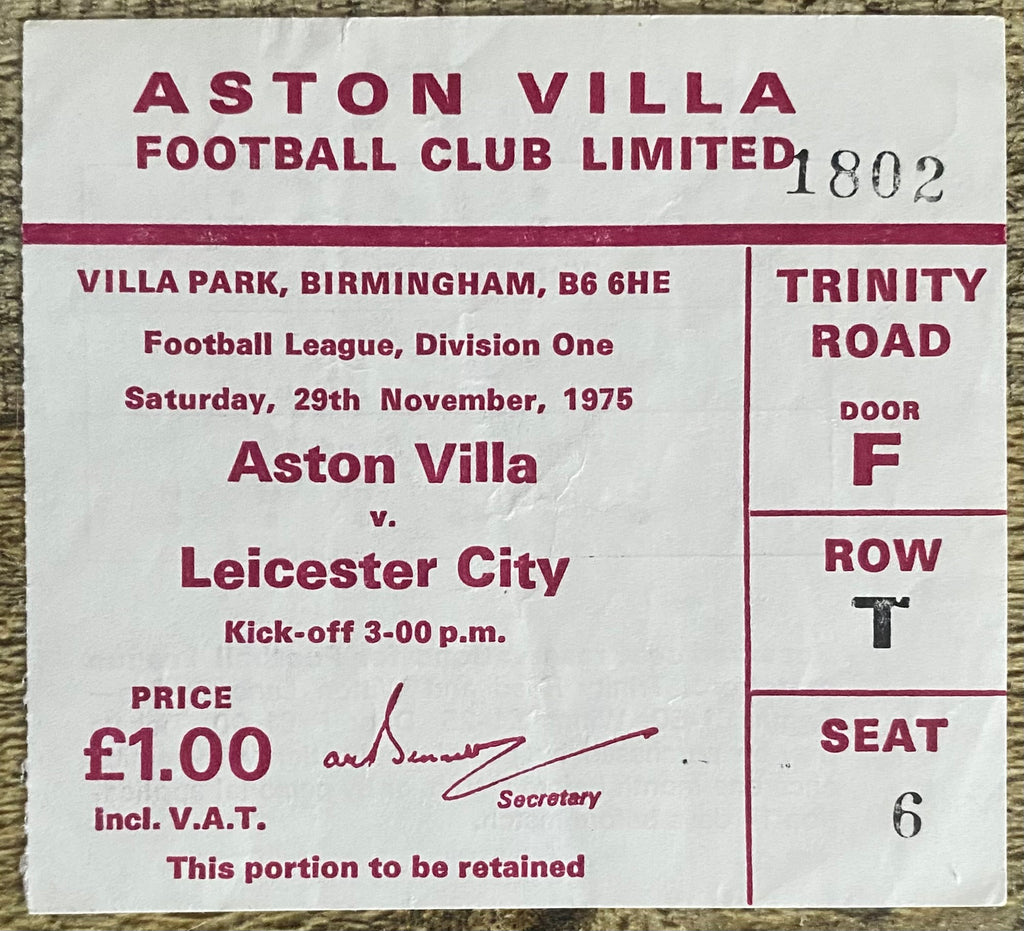 ASTON VILLA
FOOTBALL CLUB LIMITED
1802
VILLA PARK, BIRMINGHAM, B6 6HE
Football League, Division One
Saturday, 29th November, 1975
Aston Villa
v.
Leicester City
Kick-off 3-00 p.m.
PRICE
£1.00
incl. V.A.T.
Secretary
This portion to be retained
TRINITY
ROAD
DOOR
F
ROW
T
SEAT
6